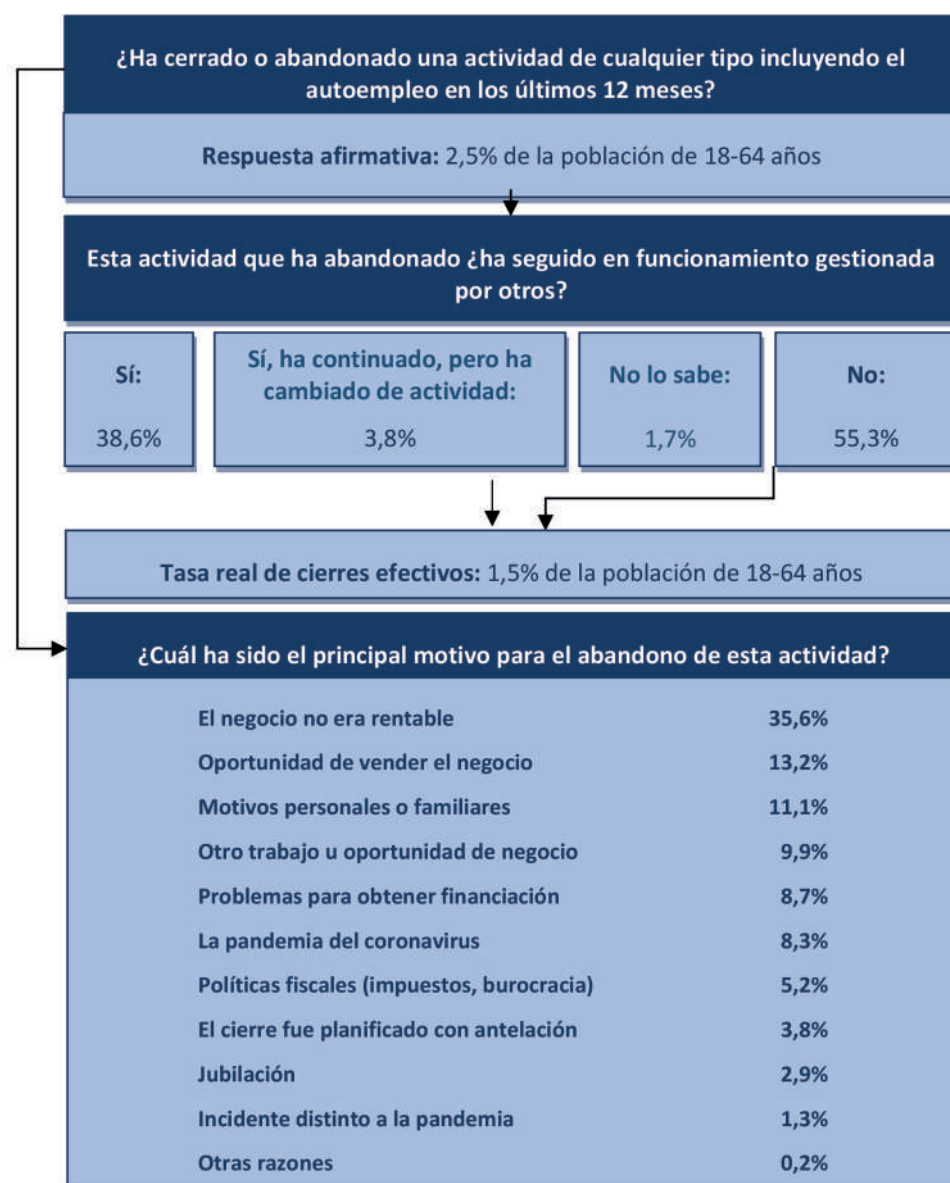 ¿Ha cerrado o abandonado una actividad de cualquier tipo incluyendo el
autoempleo en los últimos 12 meses?
Respuesta afirmativa: 2,5% de la población de 18-64 años
Esta actividad que ha abandonado ¿ha seguido en funcionamiento gestionada
por otros?
Sí:
38,6%
Sí, ha continuado, pero ha
cambiado de actividad:
3,8%
No lo sabe:
1,7%
No:
55,3%
Tasa real de cierres efectivos: 1,5% de la población de 18-64 años
¿Cuál ha sido el principal motivo para el abandono de esta actividad?
El negocio no era rentable 35,6%
Oportunidad de vender el negocio 13,2%
Motivos personales o familiares 11,1%
Otro trabajo u oportunidad de negocio 9,9%
Problemas para obtener financiación 8,7%
La pandemia del coronavirus 8,3%
Políticas fiscales (impuestos, burocracia) 5,2%
El cierre fue planificado con antelación 3,8%
Jubilación 2,9%
Incidente distinto a la pandemia 1,3%
Otras razones 0,2%